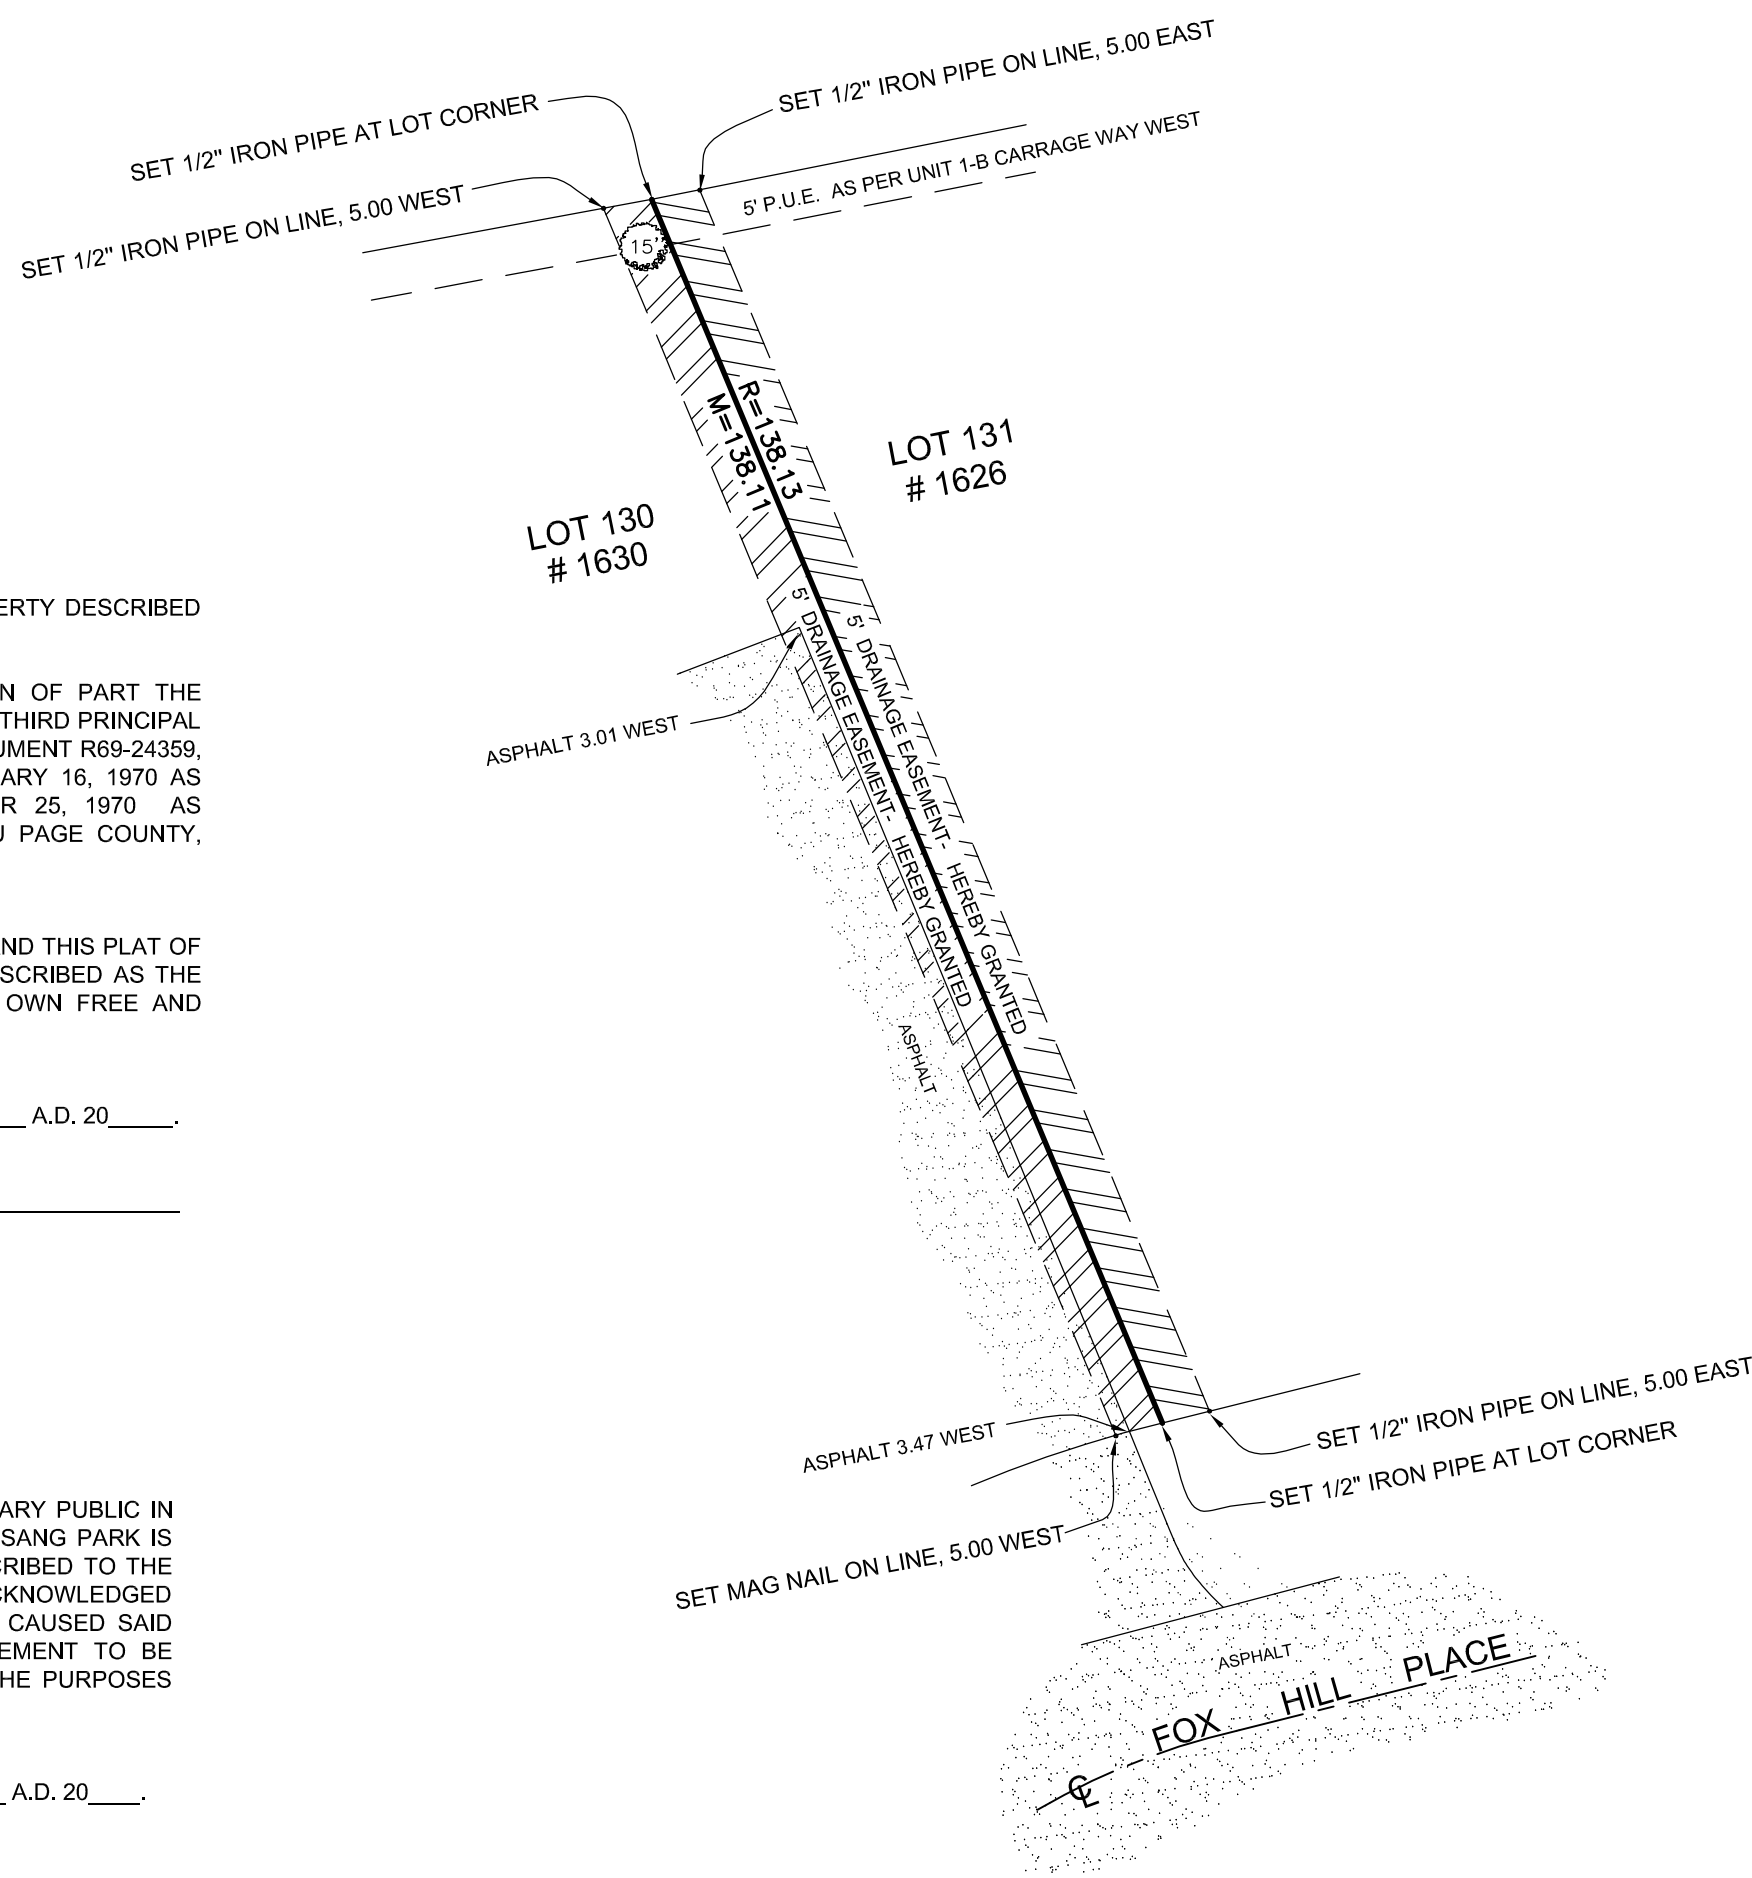 SET 1/2" IRON PIPE ON LINE, 5.00 EAST
SET 1/2" IRON PIPE AT LOT CORNER
SET 1/2" IRON PIPE ON LINE, 5.00 WEST
5' P.U.E. AS PER UNIT 1-B CARRAGE WAY WEST
15'
R=138.13
M=138.11
LOT 131
# 1626
LOT 130
# 1630
5' DRAINAGE EASEMENT- HEREBY GRANTED
5' DRAINAGE EASEMENT- HEREBY GRANTED
ASPHALT 3.01 WEST
ASPHALT
ASPHALT 3.47 WEST
SET 1/2" IRON PIPE ON LINE, 5.00 EAST
SET 1/2" IRON PIPE AT LOT CORNER
SET MAG NAIL ON LINE, 5.00 WEST
ASPHALT
FOX HILL PLACE
CL
ERTY DESCRIBED
N OF PART THE
THIRD PRINCIPAL
UMENT R69-24359,
ARY 16, 1970 AS
R 25, 1970 AS
U PAGE COUNTY,
AND THIS PLAT OF
SCRIBED AS THE
OWN FREE AND
___ A.D. 20_____.
ARY PUBLIC IN
SANG PARK IS
CRIBED TO THE
CKNOWLEDGED
CAUSED SAID
EMENT TO BE
HE PURPOSES
___ A.D. 20____.